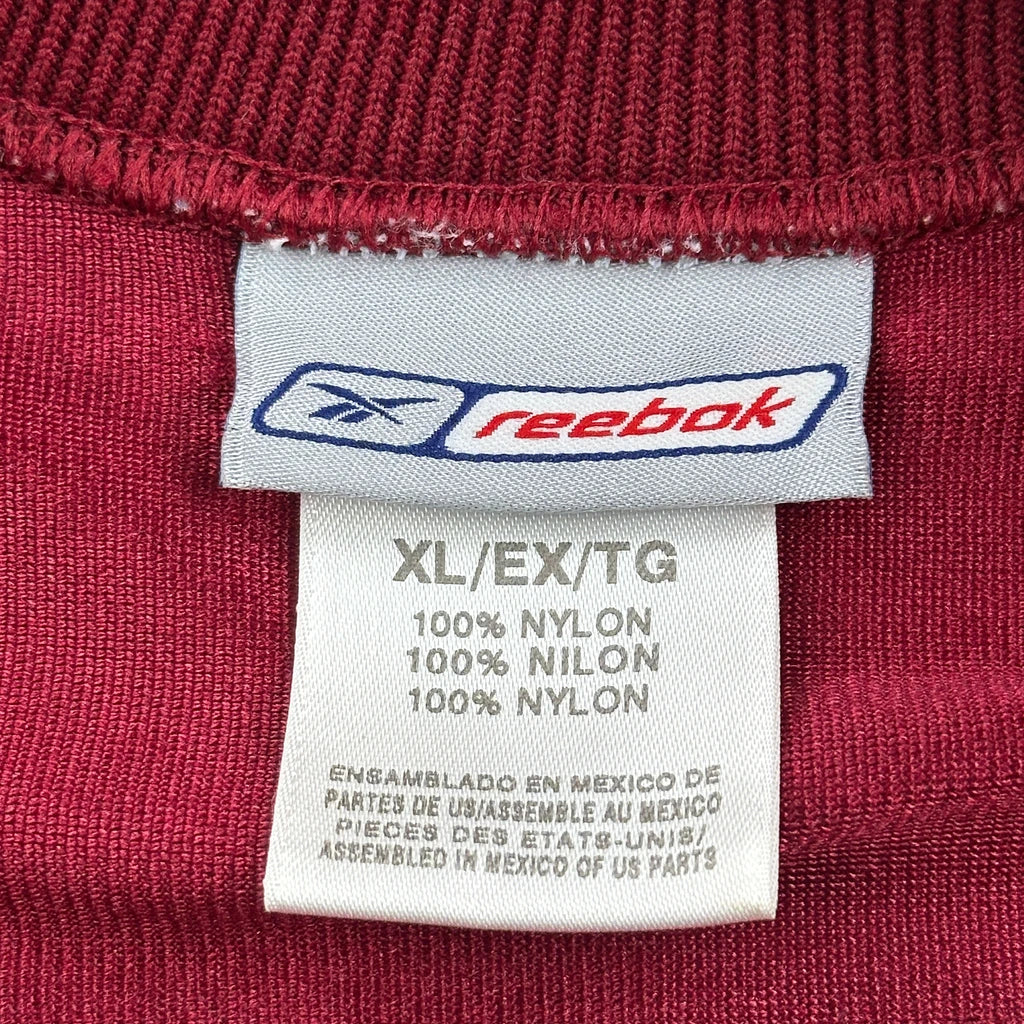 reebok
XL/EX/TG
100% NYLON
100% NILON
100% NYLON
ENSAMBLADO EN MEXICO DE
PARTES DE US/ASSEMBLE AU MEXICO
PIECES DES ETATS-UNIS/
ASSEMBLED IN MEXICO OF US PARTS